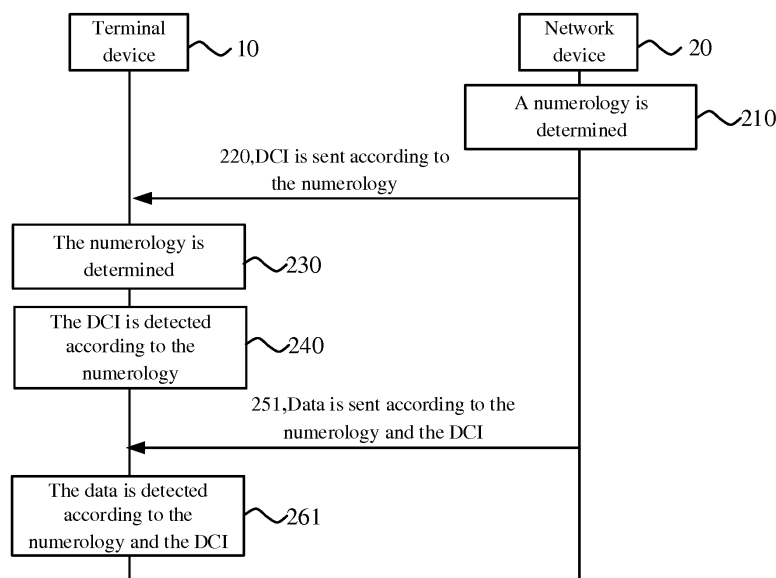 Terminal
device
10
Network
device
20
A numerology is
determined
210
220,DCI is sent according to
the numerology
The numerology is
determined
230
The DCI is detected
according to the
numerology
240
251,Data is sent according to the
numerology and the DCI
The data is detected
according to the
numerology and the DCI
261